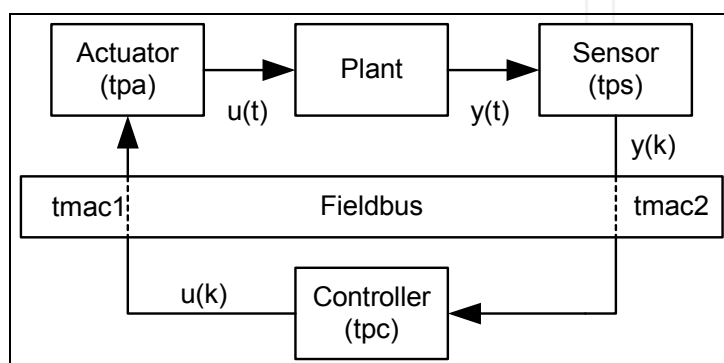 Actuator
(tpa)
Plant
Sensor
(tps)
u(t)
y(t)
y(k)
tmac1
Fieldbus
tmac2
u(k)
Controller
(tpc)